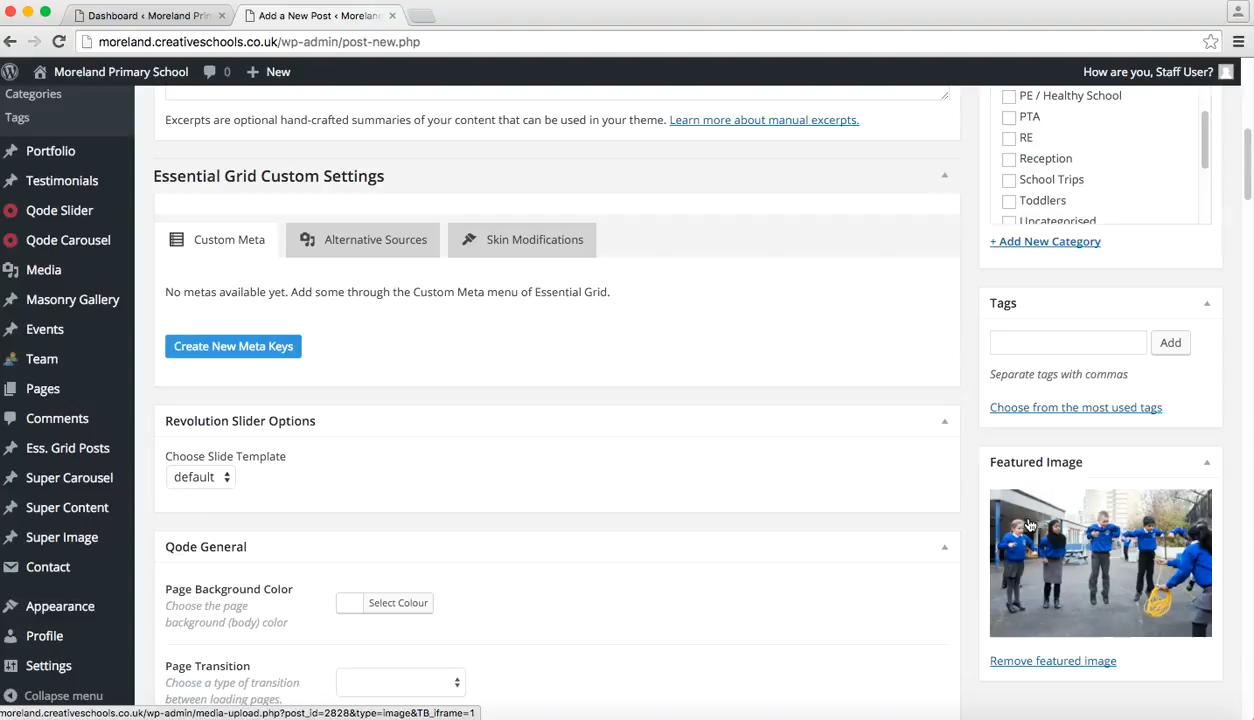 Dashboard ‹ Moreland Prim
Add a New Post ‹ Moreland
moreland.creativeschools.co.uk/wp-admin/post-new.php
Moreland Primary School
0
New
How are you, Staff User?
Categories
Tags
Portfolio
Testimonials
Qode Slider
Qode Carousel
Media
Masonry Gallery
Events
Team
Pages
Comments
Ess. Grid Posts
Super Carousel
Super Content
Super Image
Contact
Appearance
Profile
Settings
Collapse menu
Excerpts are optional hand-crafted summaries of your content that can be used in your theme. Learn more about manual excerpts.
Essential Grid Custom Settings
Custom Meta
Alternative Sources
Skin Modifications
No metas available yet. Add some through the Custom Meta menu of Essential Grid.
Create New Meta Keys
Revolution Slider Options
Choose Slide Template
default
Qode General
Page Background Color
Choose the page
background (body) color
Select Colour
Page Transition
Choose a type of transition
between loading pages.
PE / Healthy School
PTA
RE
Reception
School Trips
Toddlers
Uncategorised
+ Add New Category
Tags
Add
Separate tags with commas
Choose from the most used tags
Featured Image
Remove featured image
moreland.creativeschools.co.uk/wp-admin/media-upload.php?post_id=2828&type=image&TB_iframe=1